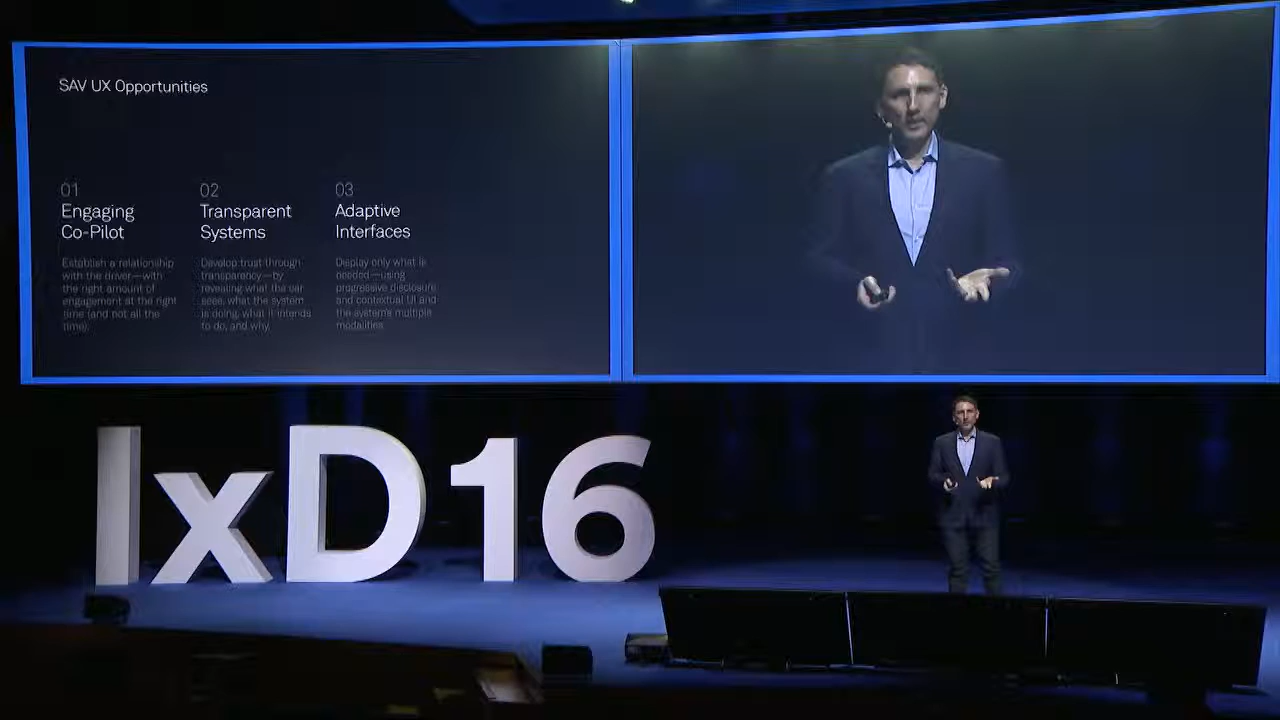 SAV UX Opportunities
01
Engaging
Co-Pilot
Establish a relationship
with the driver—with
the right amount of
engagement at the right
time (and not all the
time).
02
Transparent
Systems
Develop trust through
transparency—by
revealing what the car
sees, what the system
is doing, what it intends
to do, and why.
03
Adaptive
Interfaces
Display only what is
needed—using
progressive disclosure
and contextual UI and
the system's multiple
modalities.
IxD16